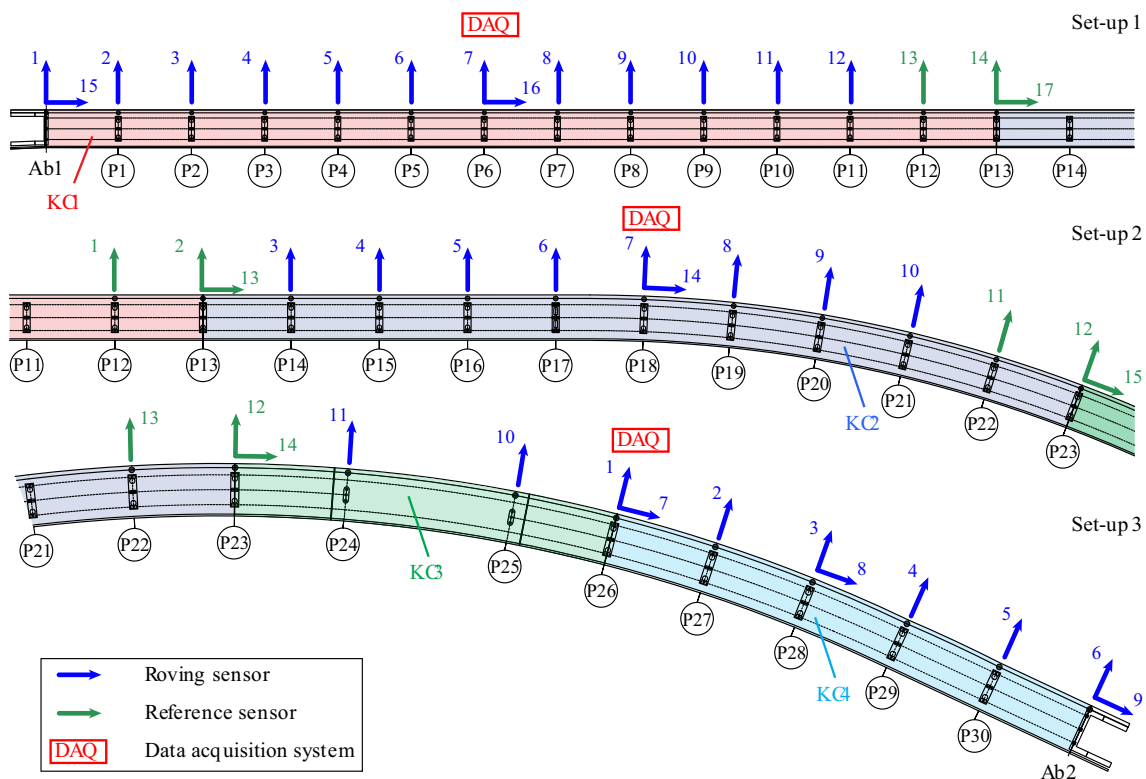 DAQ
Set-up 1
1 2 3 4 5 6 7 8 9 10 11 12 13 14
15 16 17
Ab1 P1 P2 P3 P4 P5 P6 P7 P8 P9 P10 P11 P12 P13 P14
KC1
DAQ
Set-up 2
1 2 3 4 5 6 7 8 9 10 11 12
13 14 15
P11 P12 P13 P14 P15 P16 P17 P18 P19 P20 P21 P22 P23
KC2
DAQ
Set-up 3
13 12 11 10 1 2 3 4 5 6
14 7 8 9
P21 P22 P23 P24 P25 P26 P27 P28 P29 P30 Ab2
KC3
KC4
Roving sensor
Reference sensor
DAQ Data acquisition system